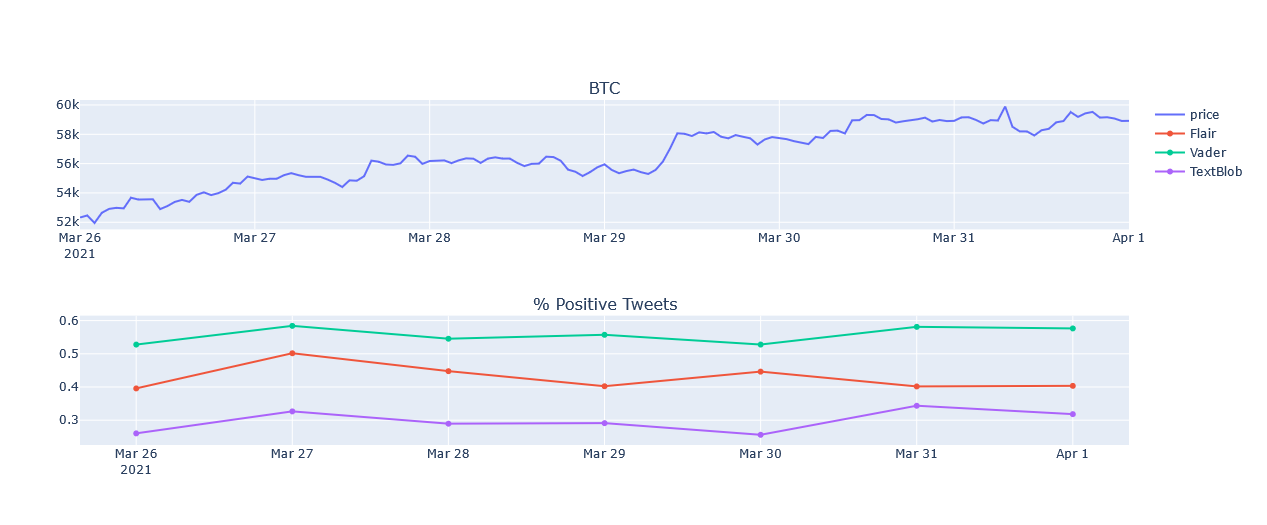 BTC
60k
58k
56k
54k
52k
Mar 26
2021
Mar 27
Mar 28
Mar 29
Mar 30
Mar 31
Apr 1
price
Flair
Vader
TextBlob
% Positive Tweets
0.6
0.5
0.4
0.3
Mar 26
2021
Mar 27
Mar 28
Mar 29
Mar 30
Mar 31
Apr 1